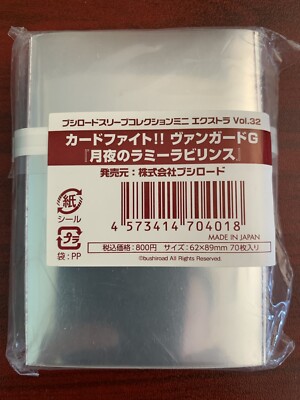 ブシロードスリーブコレクションミニ エクストラ Vol.32
カードファイト!! ヴァンガードG
『月夜のラミーラビリンス』
発売元：株式会社ブシロード
紙
シール
プラ
袋：PP
4573414704018
MADE IN JAPAN
税込価格：800円 サイズ：62×89mm 70枚入り
©bushiroad All Rights Reserved.